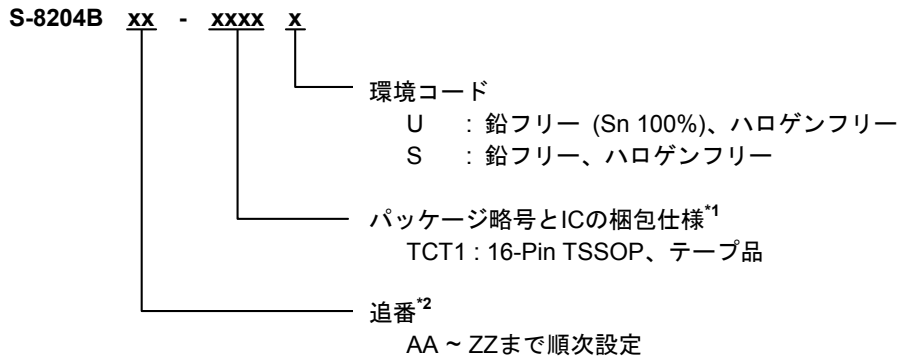 S-8204B xx - xxxx x
環境コード
U : 鉛フリー (Sn 100%)、ハロゲンフリー
S : 鉛フリー、ハロゲンフリー
パッケージ略号とICの梱包仕様*1
TCT1 : 16-Pin TSSOP、テープ品
追番*2
AA ~ ZZまで順次設定